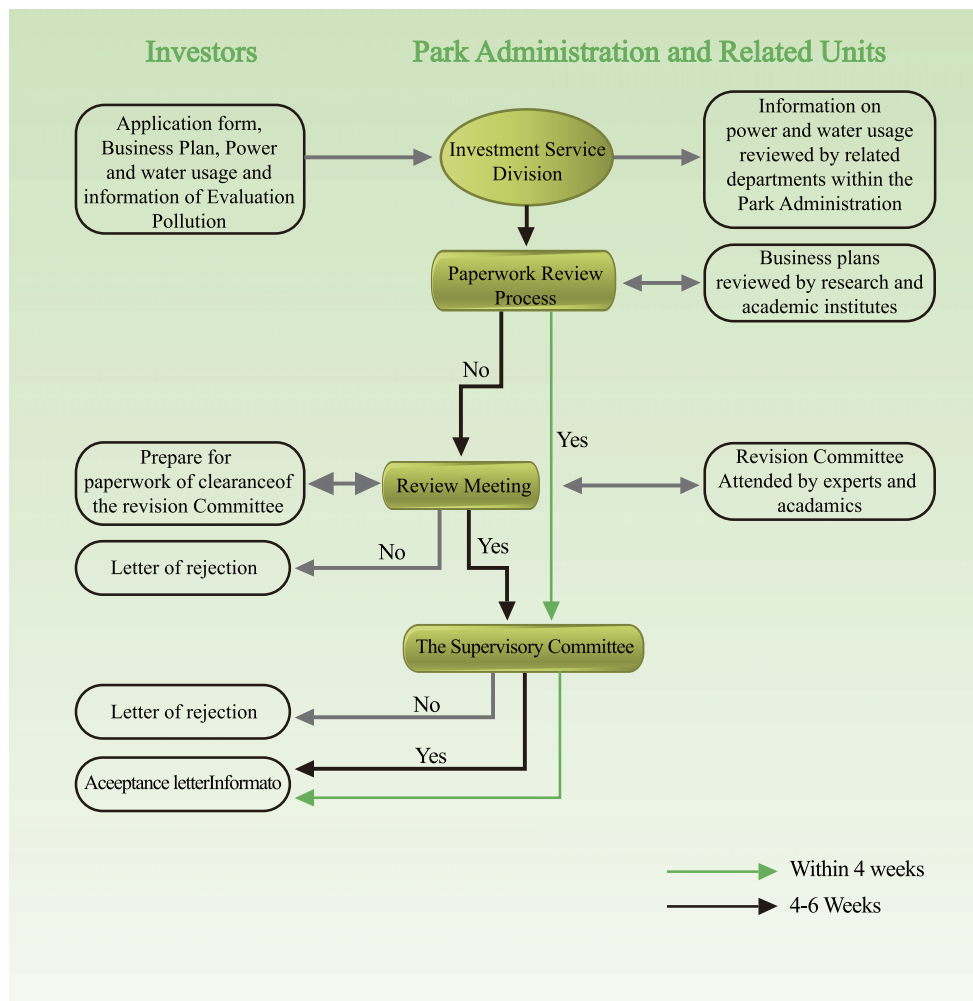 Investors
Park Administration and Related Units
Application form,
Business Plan, Power
and water usage and
information of Evaluation
Pollution
Investment Service
Division
Information on
power and water usage
reviewed by related
departments within the
Park Administration
Paperwork Review
Process
Business plans
reviewed by research and
academic institutes
No
Yes
Prepare for
paperwork of clearanceof
the revision Committee
Review Meeting
Revision Committee
Attended by experts and
acadamics
No
Yes
Letter of rejection
The Supervisory Committee
Letter of rejection
No
Yes
Aceeptance letterInformato
Within 4 weeks
4-6 Weeks